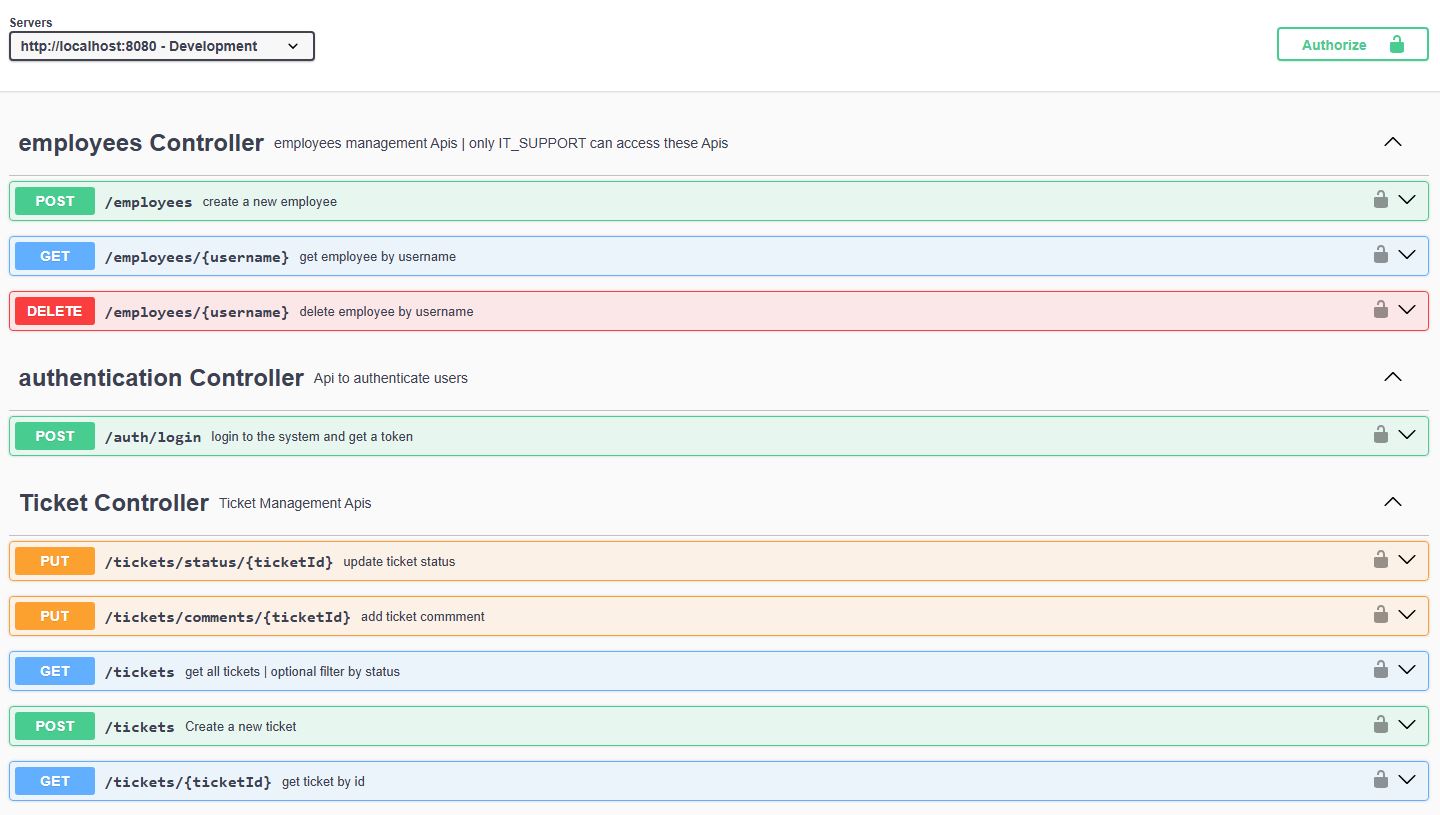 Servers
http://localhost:8080 - Development
Authorize
employees Controller employees management Apis | only IT_SUPPORT can access these Apis
POST /employees create a new employee
GET /employees/{username} get employee by username
DELETE /employees/{username} delete employee by username
authentication Controller Api to authenticate users
POST /auth/login login to the system and get a token
Ticket Controller Ticket Management Apis
PUT /tickets/status/{ticketId} update ticket status
PUT /tickets/comments/{ticketId} add ticket commment
GET /tickets get all tickets | optional filter by status
POST /tickets Create a new ticket
GET /tickets/{ticketId} get ticket by id